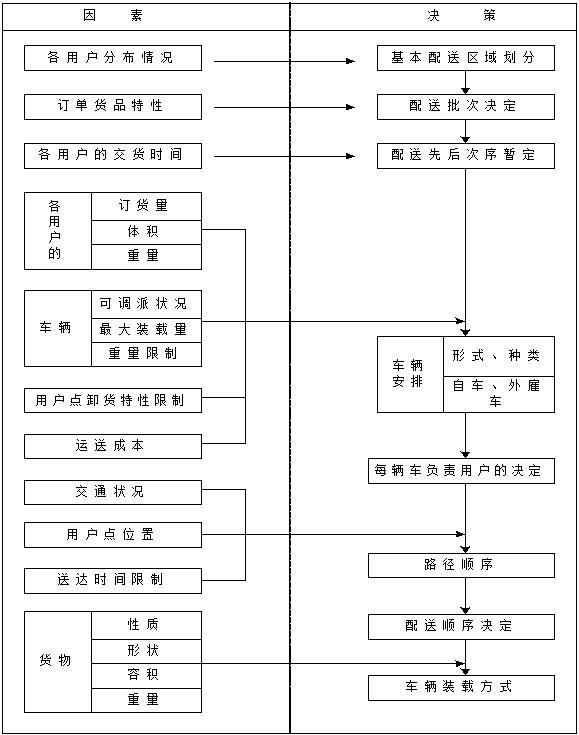 因素
决策
各用户分布情况
基本配送区域划分
订单货品特性
配送批次决定
各用户的交货时间
配送先后次序暂定
各用户的
订货量
体积
重量
车辆
可调派状况
最大装载量
重量限制
车辆
安排
形式、种类
自车、外雇
车
用户点卸货特性限制
运送成本
每辆车负责用户的决定
交通状况
用户点位置
路径顺序
送达时间限制
配送顺序决定
货物
性质
形状
容积
重量
车辆装载方式